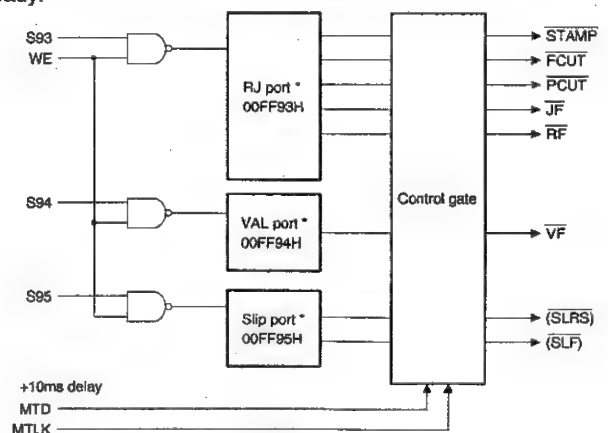 eady.
S93
WE
RJ port *
00FF93H
STAMP
FCUT
PCUT
JF
RF
Control gate
S94
VAL port *
00FF94H
VF
S95
Slip port *
00FF95H
(SLRS)
(SLF)
+10ms delay
MTD
MTLK